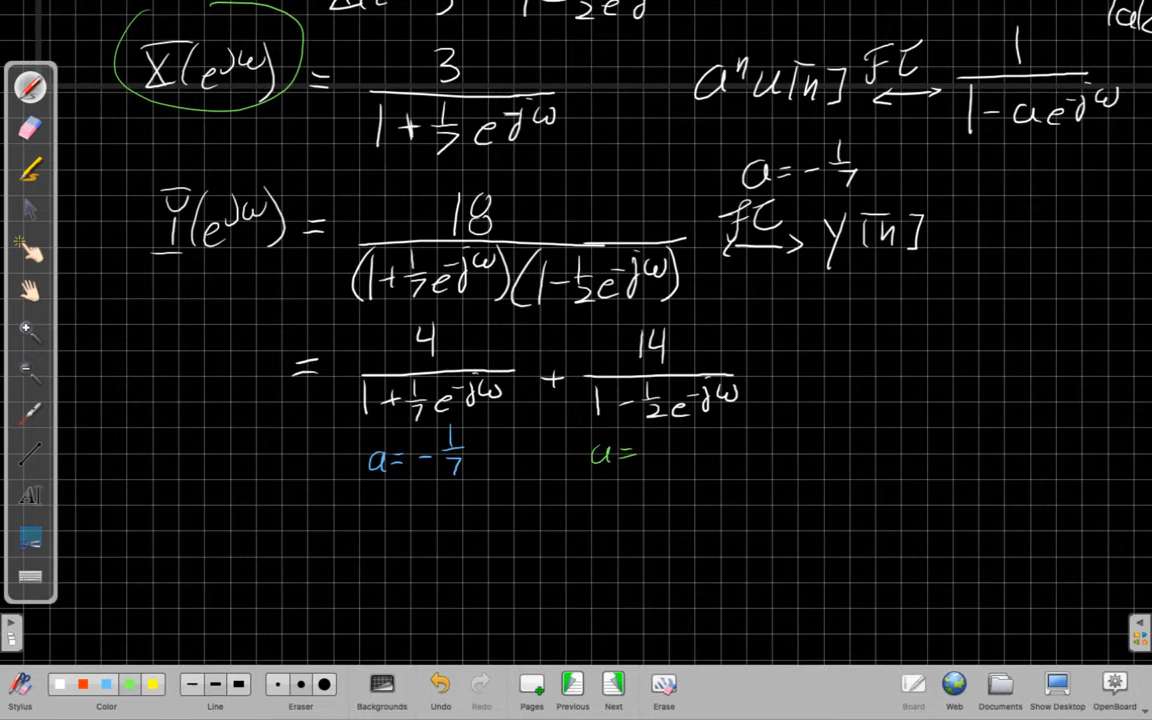 X(e^jω) = 3 / (1 + 1/7 e^-jω)
a^n u[n] FT ↔ 1 / (1 - a e^-jω)
a = - 1/7
Y(e^jω) = 18 / ((1 + 1/7 e^-jω)(1 - 1/2 e^-jω)) ↔ y[n]
= 4 / (1 + 1/7 e^-jω) + 14 / (1 - 1/2 e^-jω)
a = - 1/7 a =
Stylus Color Line Eraser Backgrounds Undo Redo Pages Previous Next Erase Board Web Documents Show Desktop OpenBoard